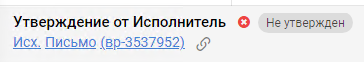 Утверждение от Исполнитель Не утвержден
Исх. Письмо (вр-3537952)